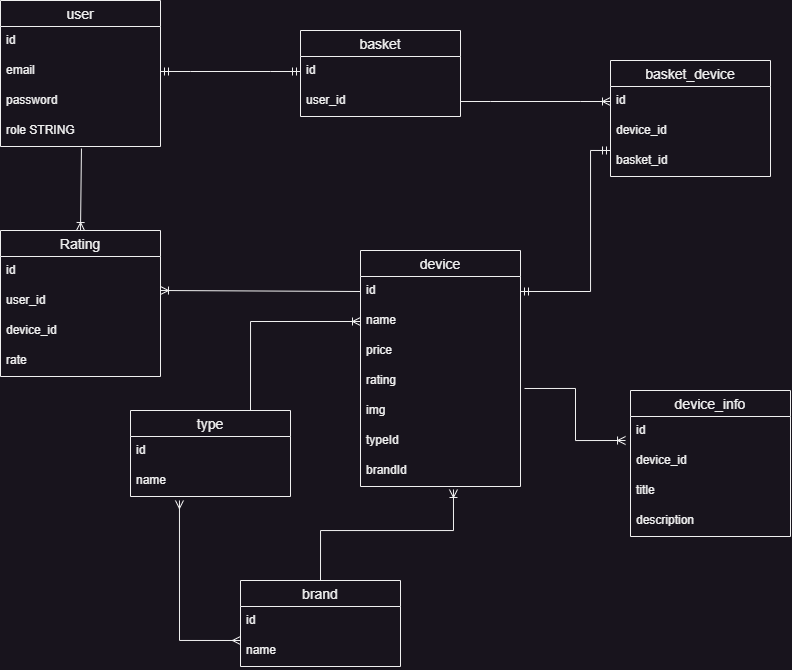 user
id
email
password
role STRING
basket
id
user_id
basket_device
id
device_id
basket_id
Rating
id
user_id
device_id
rate
device
id
name
price
rating
img
typeId
brandId
device_info
id
device_id
title
description
type
id
name
brand
id
name